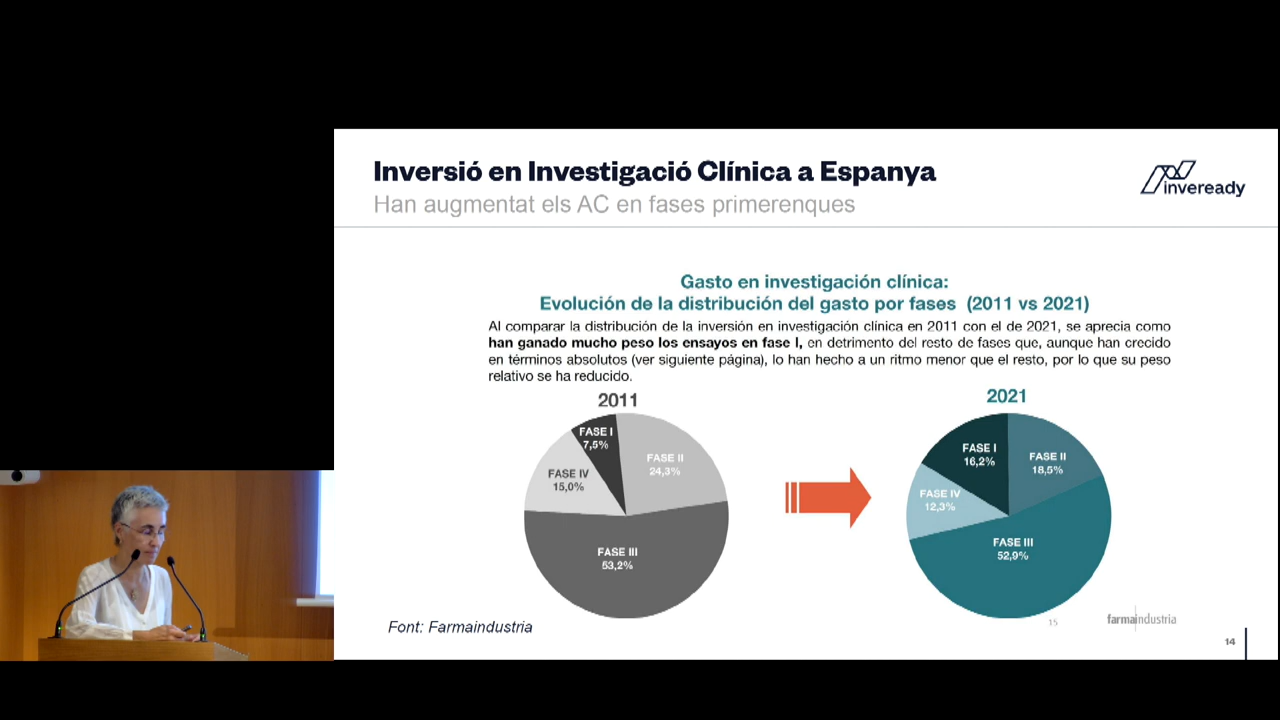 Inversió en Investigació Clínica a Espanya
Han augmentat els AC en fases primerenques
inveready
Gasto en investigación clínica:
Evolución de la distribución del gasto por fases (2011 vs 2021)
Al comparar la distribución de la inversión en investigación clínica en 2011 con el de 2021, se aprecia como
han ganado mucho peso los ensayos en fase I, en detrimento del resto de fases que, aunque han crecido
en términos absolutos (ver siguiente página), lo han hecho a un ritmo menor que el resto, por lo que su peso
relativo se ha reducido.
2011
FASE I
7,5%
FASE II
24,3%
FASE IV
15,0%
FASE III
53,2%
2021
FASE I
16,2%
FASE II
18,5%
FASE IV
12,3%
FASE III
52,9%
Font: Farmaindustria
15
farmaindustria
14